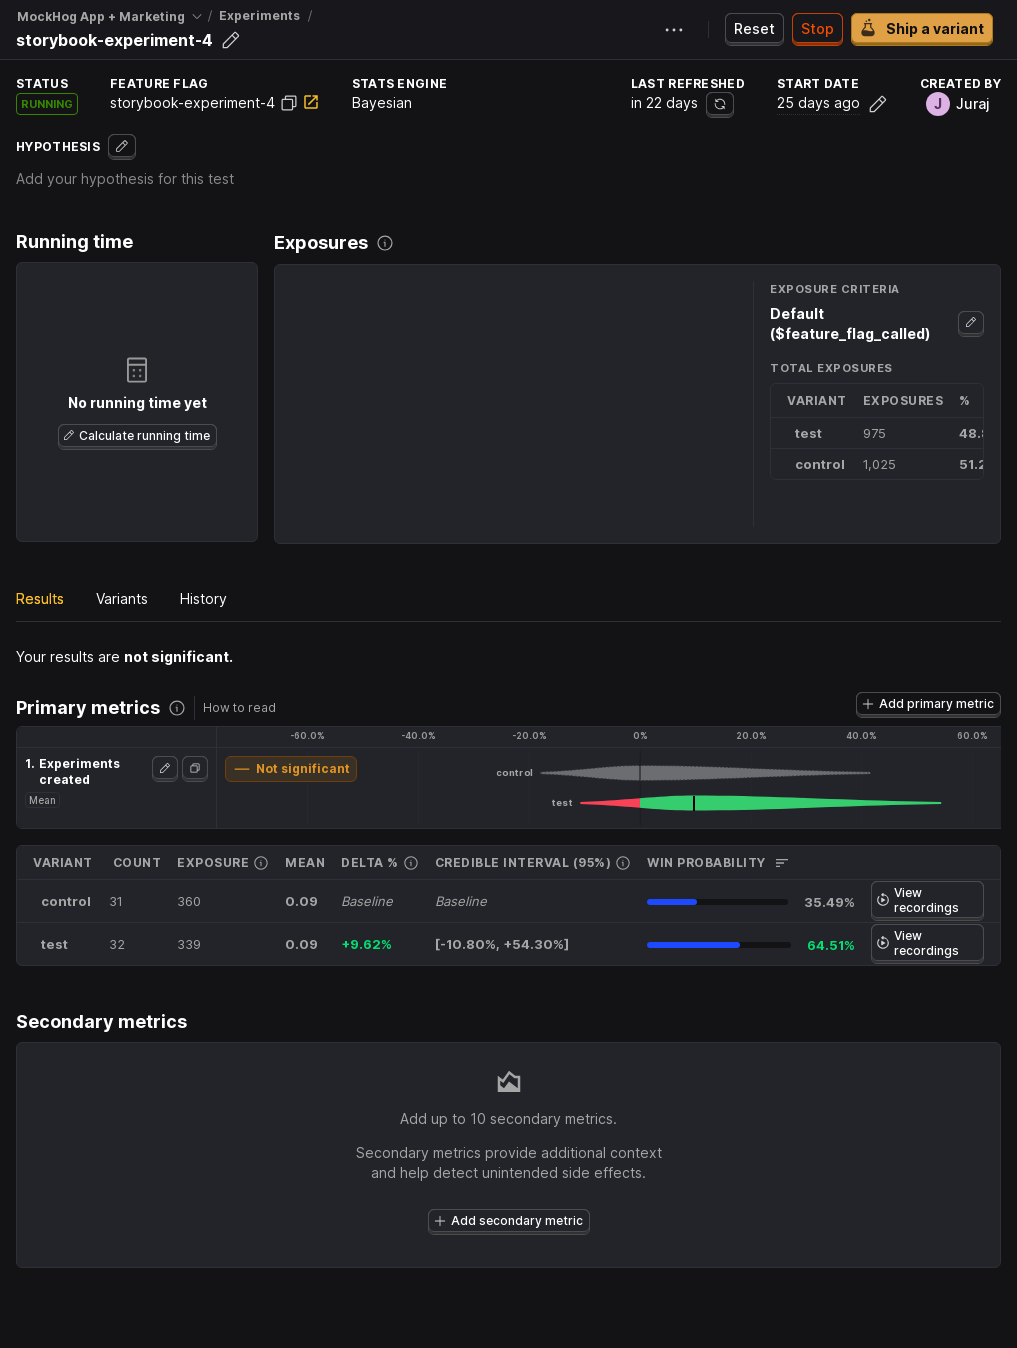 MockHog App + Marketing / Experiments /
storybook-experiment-4
Reset
Stop
Ship a variant
STATUS
RUNNING
FEATURE FLAG
storybook-experiment-4
STATS ENGINE
Bayesian
LAST REFRESHED
in 22 days
START DATE
25 days ago
CREATED BY
J Juraj
HYPOTHESIS
Add your hypothesis for this test
Running time
No running time yet
Calculate running time
Exposures
EXPOSURE CRITERIA
Default
($feature_flag_called)
TOTAL EXPOSURES
VARIANT EXPOSURES %
test 975
control 1,025
Results Variants History
Your results are not significant.
Primary metrics How to read
Add primary metric
-60.0% -40.0% -20.0% 0% 20.0% 40.0% 60.0%
1. Experiments
created
Mean
Not significant
control
test
VARIANT COUNT EXPOSURE MEAN DELTA % CREDIBLE INTERVAL (95%) WIN PROBABILITY
control 31 360 0.09 Baseline Baseline 35.49% View
recordings
test 32 339 0.09 +9.62% [-10.80%, +54.30%] 64.51% View
recordings
Secondary metrics
Add up to 10 secondary metrics.
Secondary metrics provide additional context
and help detect unintended side effects.
Add secondary metric